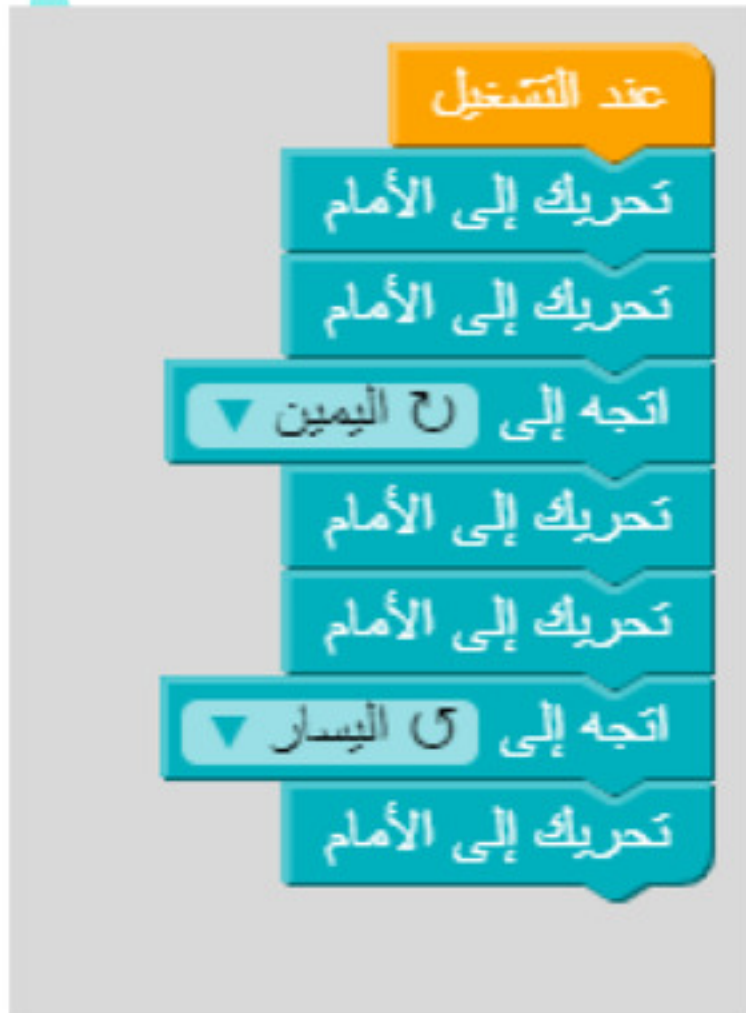 عند التشغيل
تحريك إلى الأمام
تحريك إلى الأمام
اتجه إلى ↻ اليمين ▼
تحريك إلى الأمام
تحريك إلى الأمام
اتجه إلى ↺ اليسار ▼
تحريك إلى الأمام